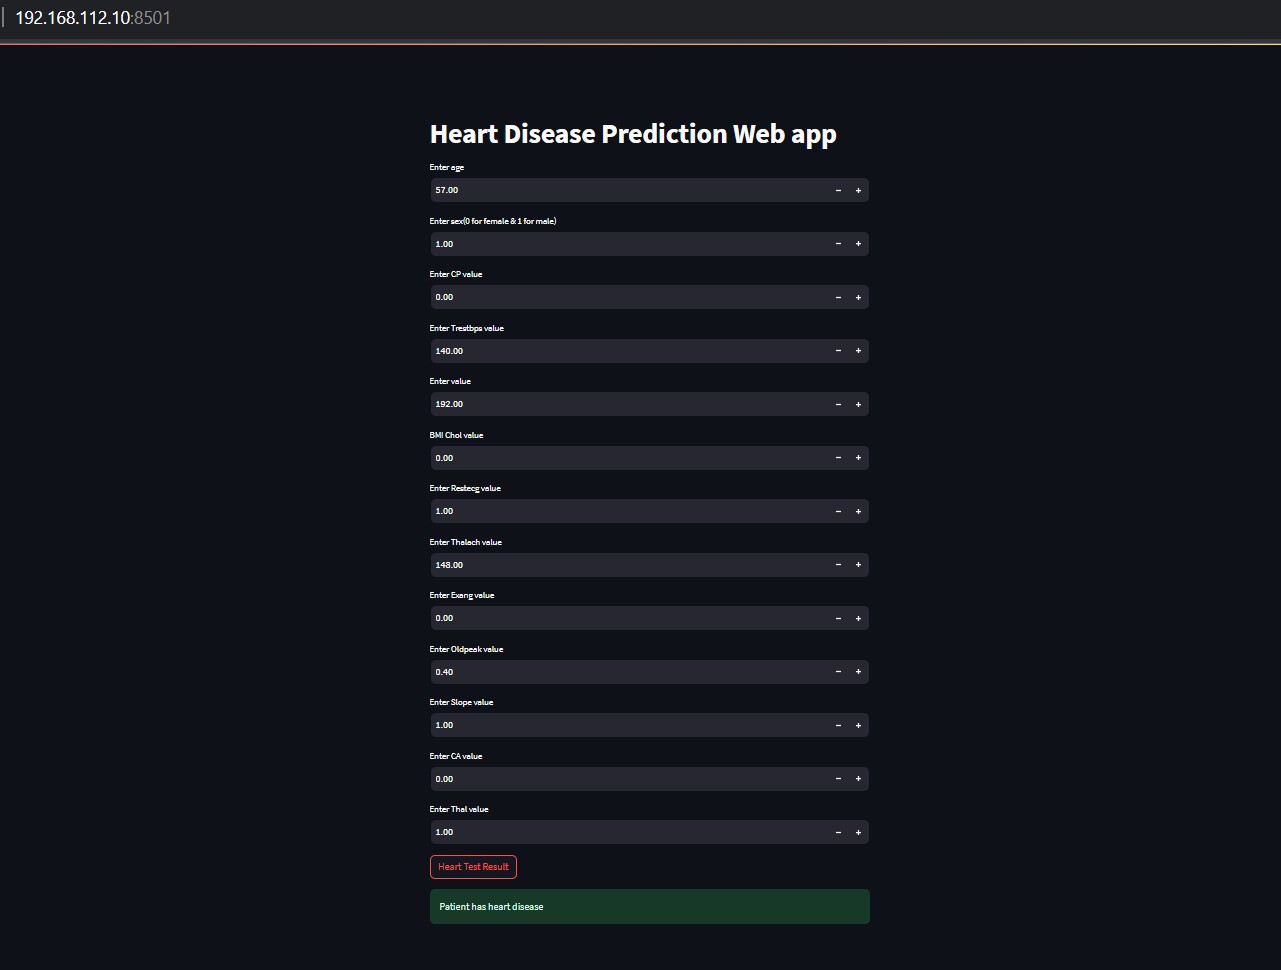 192.168.112.10:8501
Heart Disease Prediction Web app
Enter age
57.00
Enter sex(0 for female & 1 for male)
1.00
Enter CP value
0.00
Enter Trestbps value
140.00
Enter value
192.00
BMI Chol value
0.00
Enter Restecg value
1.00
Enter Thalach value
148.00
Enter Exang value
0.00
Enter Oldpeak value
0.40
Enter Slope value
1.00
Enter CA value
0.00
Enter Thal value
1.00
Heart Test Result
Patient has heart disease